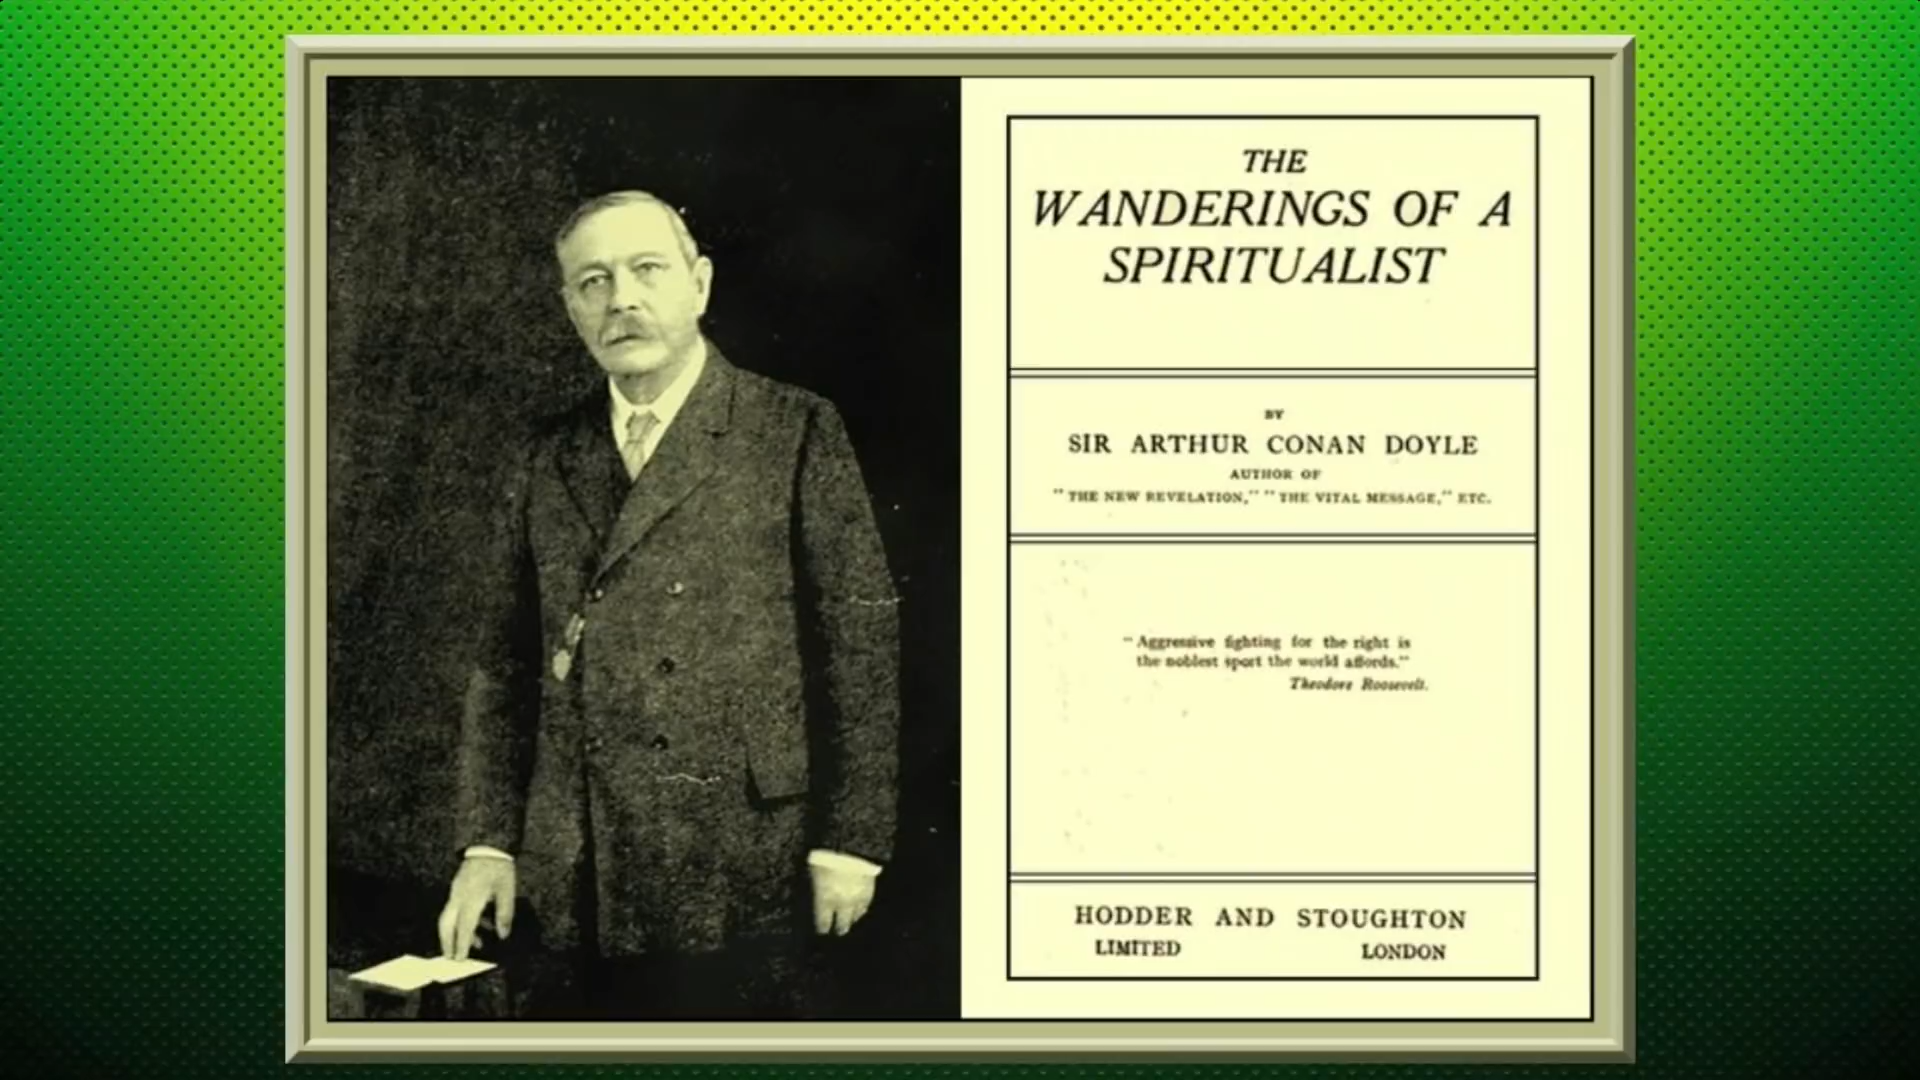 THE
WANDERINGS OF A
SPIRITUALIST
BY
SIR ARTHUR CONAN DOYLE
AUTHOR OF
"THE NEW REVELATION," "THE VITAL MESSAGE," ETC.
"Aggressive fighting for the right is
the noblest sport the world affords."
Theodore Roosevelt.
HODDER AND STOUGHTON
LIMITED LONDON